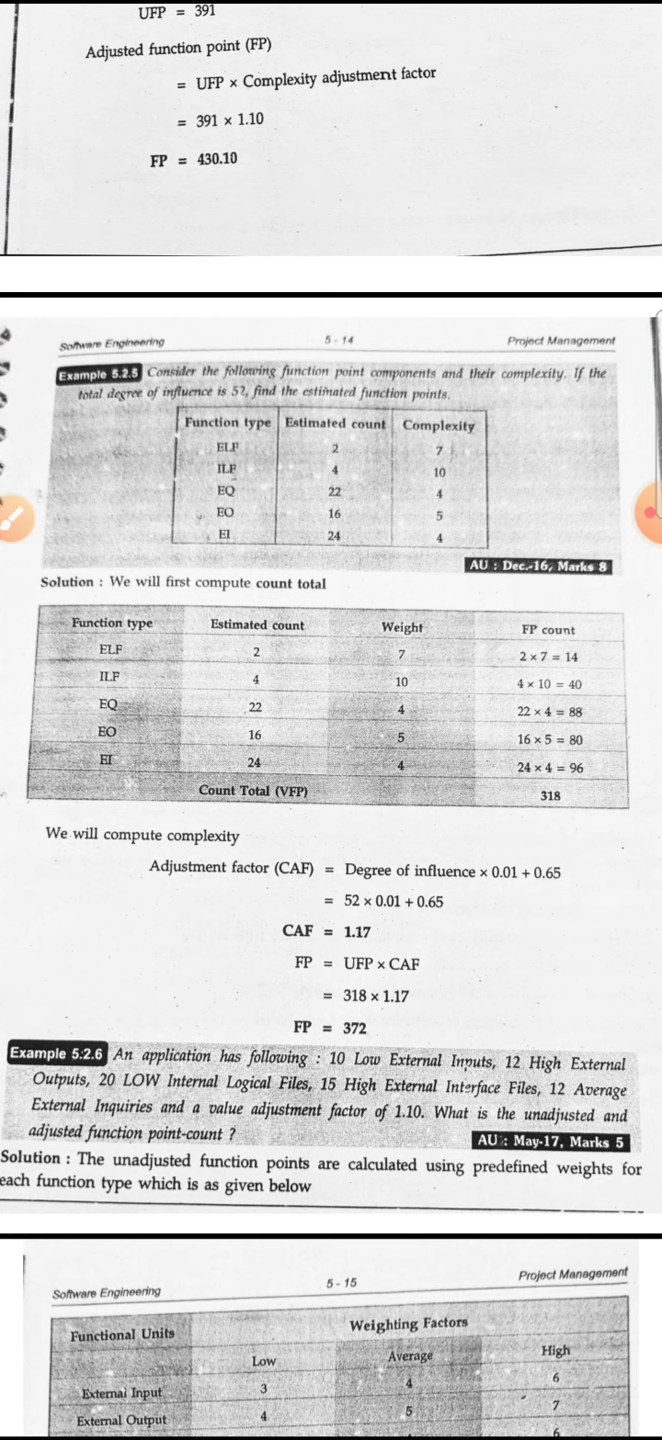 UFP = 391
Adjusted function point (FP)
= UFP × Complexity adjustment factor
= 391 × 1.10
FP = 430.10
Software Engineering 5 - 14 Project Management
Example 5.2.5 Consider the following function point components and their complexity. If the
total degree of influence is 52, find the estimated function points.
Function type Estimated count Complexity
ELF 2 7
ILF 4 10
EQ 22 4
EO 16 5
EI 24 4
AU : Dec.-16, Marks 8
Solution : We will first compute count total
Function type Estimated count Weight FP count
ELF 2 7 2 × 7 = 14
ILF 4 10 4 × 10 = 40
EQ 22 4 22 × 4 = 88
EO 16 5 16 × 5 = 80
EI 24 4 24 × 4 = 96
Count Total (VFP) 318
We will compute complexity
Adjustment factor (CAF) = Degree of influence × 0.01 + 0.65
= 52 × 0.01 + 0.65
CAF = 1.17
FP = UFP × CAF
= 318 × 1.17
FP = 372
Example 5.2.6 An application has following : 10 Low External Inputs, 12 High External
Outputs, 20 LOW Internal Logical Files, 15 High External Interface Files, 12 Average
External Inquiries and a value adjustment factor of 1.10. What is the unadjusted and
adjusted function point-count ?
AU : May-17, Marks 5
Solution : The unadjusted function points are calculated using predefined weights for
each function type which is as given below
Software Engineering 5 - 15 Project Management
Functional Units Weighting Factors
Low Average High
External Input 3 4 6
External Output 4 5 7
6